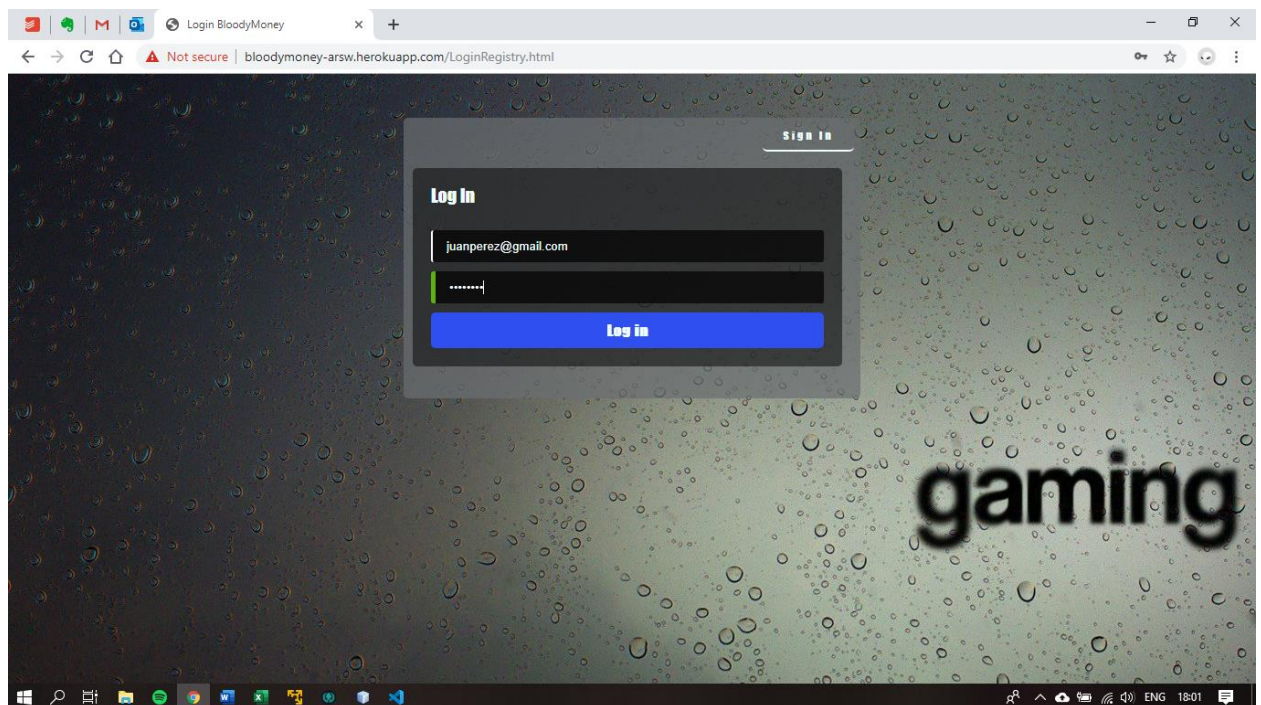 Login BloodyMoney
Not secure
bloodymoney-arsw.herokuapp.com/LoginRegistry.html
Sign In
Log In
juanperez@gmail.com
••••••••
Log in
gaming
ENG 18:01